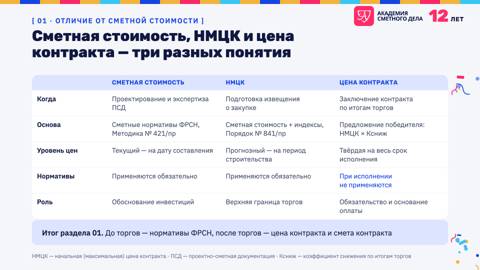 [ 01 · ОТЛИЧИЕ ОТ СМЕТНОЙ СТОИМОСТИ ]
АКАДЕМИЯ
СМЕТНОГО ДЕЛА
12 ЛЕТ
Сметная стоимость, НМЦК и цена
контракта — три разных понятия
СМЕТНАЯ СТОИМОСТЬ НМЦК ЦЕНА КОНТРАКТА
Когда Проектирование и экспертиза Подготовка извещения Заключение контракта
ПСД о закупке по итогам торгов
Основа Сметные нормативы ФРСН, Сметная стоимость + индексы, Предложение победителя:
Методика № 421/пр Порядок № 841/пр НМЦК × Ксниж
Уровень цен Текущий — на дату составления Прогнозный — на период Твёрдая на весь срок
строительства исполнения
Нормативы Применяются обязательно Применяются обязательно При исполнении
не применяются
Роль Обоснование инвестиций Верхняя граница торгов Обязательство и основание
оплаты
Итог раздела 01. До торгов — нормативы ФРСН, после торгов — цена контракта и смета контракта
НМЦК — начальная (максимальная) цена контракта · ПСД — проектно-сметная документация · Ксниж — коэффициент снижения по итогам торгов